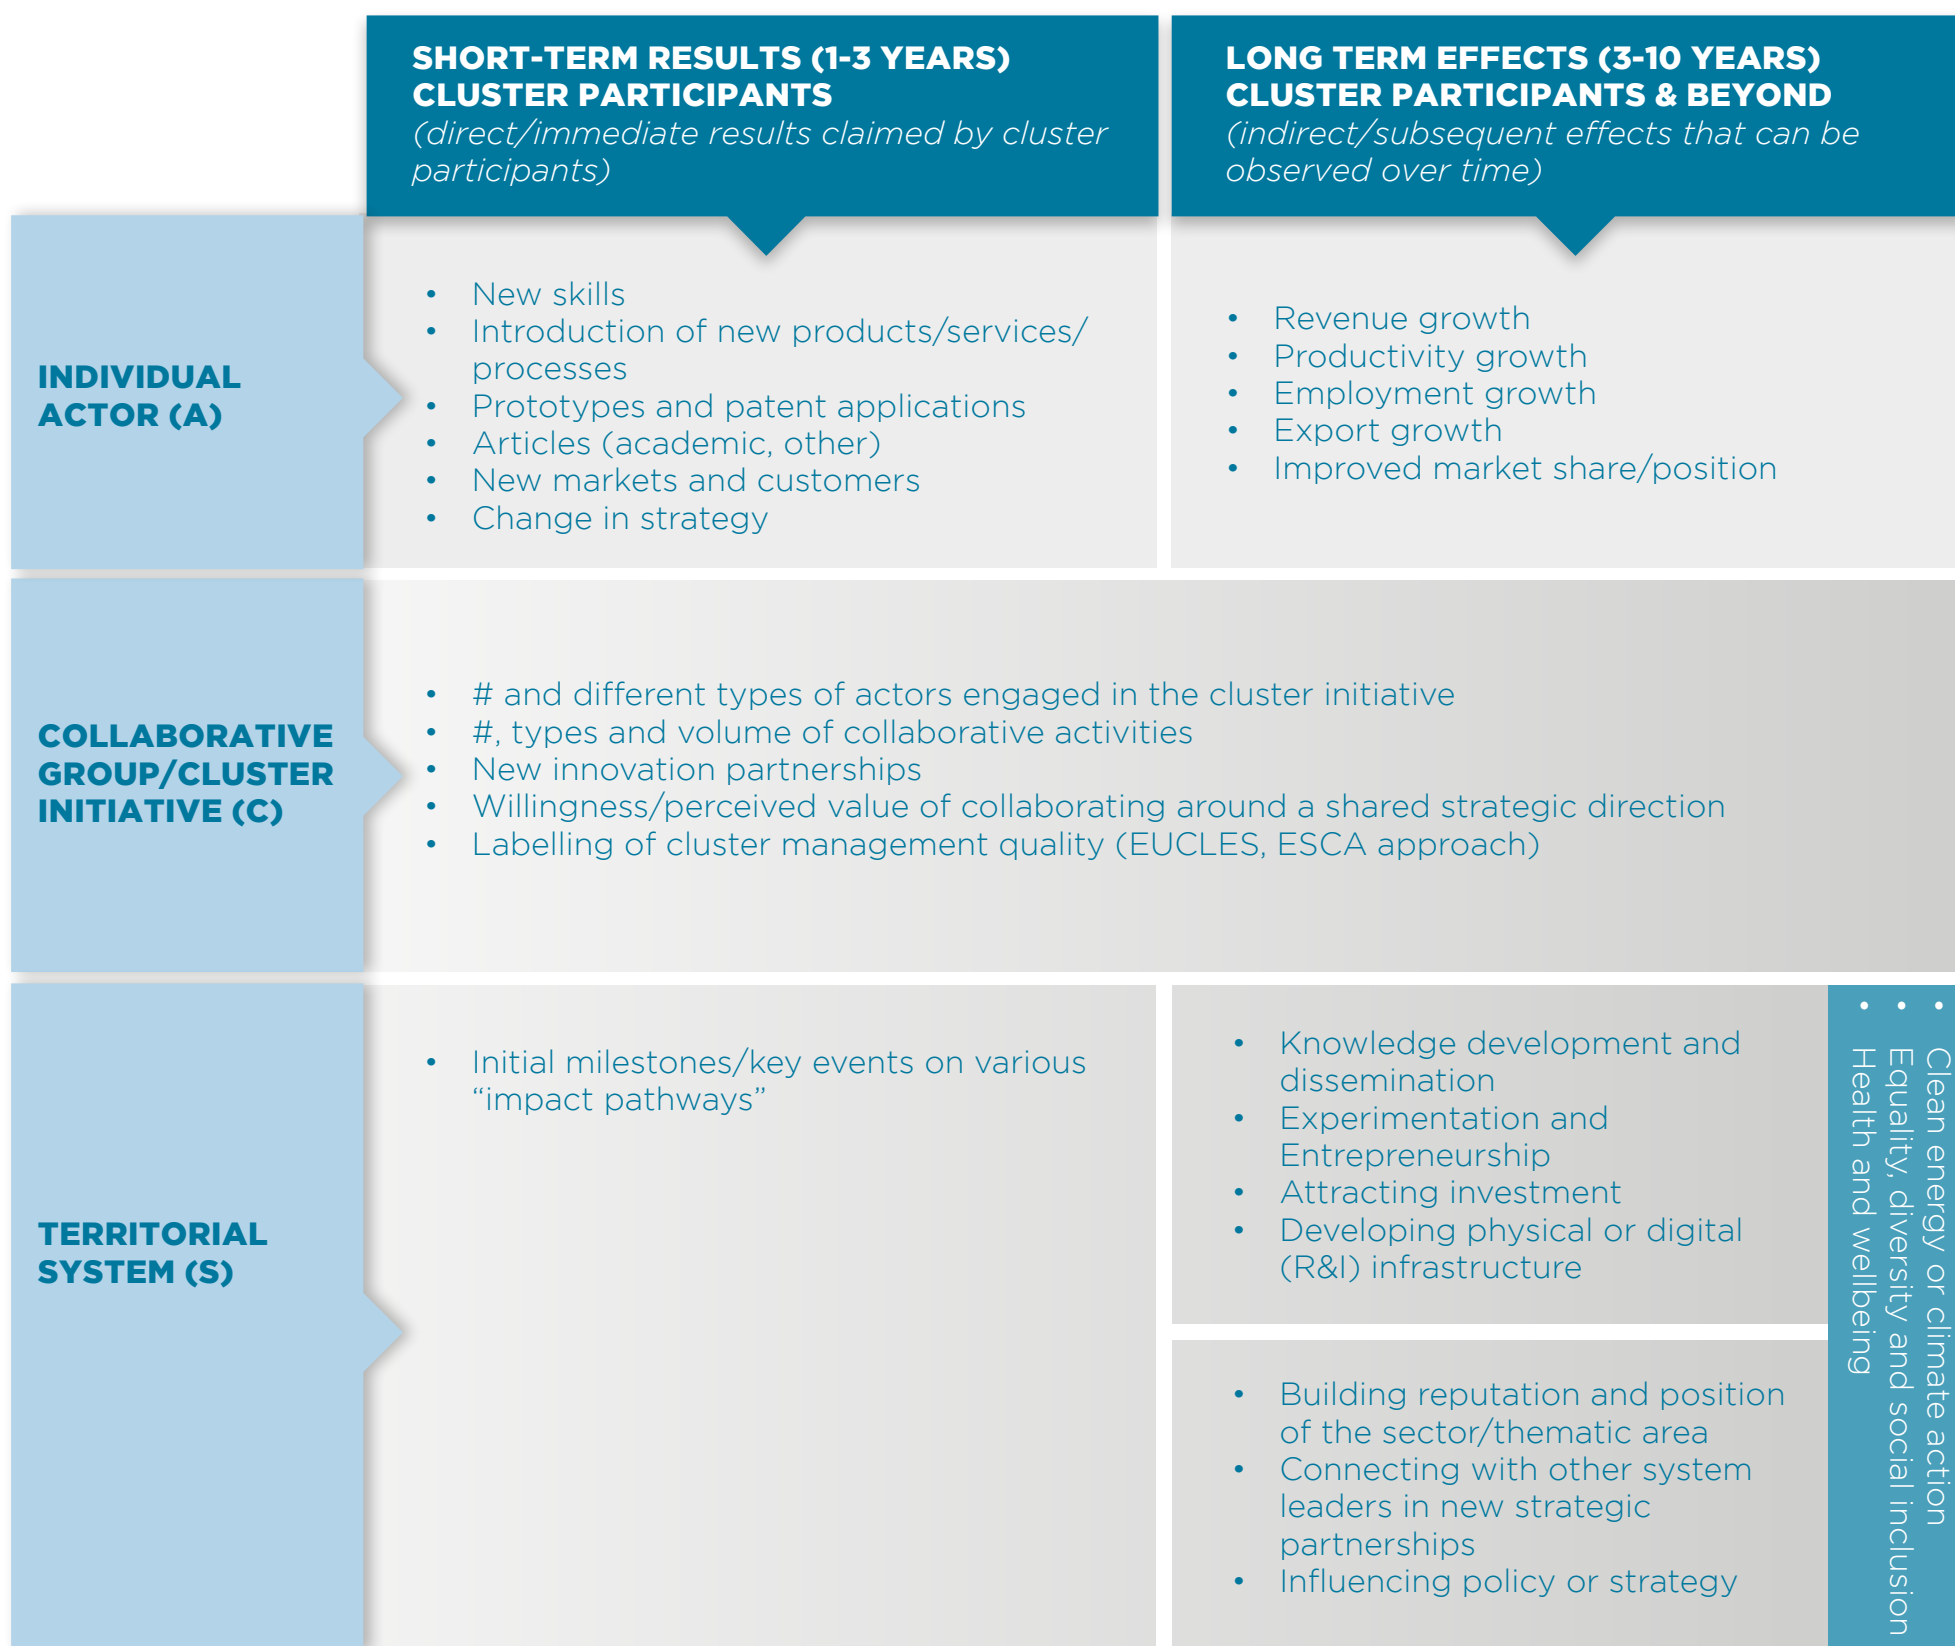 SHORT-TERM RESULTS (1-3 YEARS)
CLUSTER PARTICIPANTS
(direct/immediate results claimed by cluster
participants)
LONG TERM EFFECTS (3-10 YEARS)
CLUSTER PARTICIPANTS & BEYOND
(indirect/subsequent effects that can be
observed over time)
INDIVIDUAL
ACTOR (A)
• New skills
• Introduction of new products/services/
processes
• Prototypes and patent applications
• Articles (academic, other)
• New markets and customers
• Change in strategy
• Revenue growth
• Productivity growth
• Employment growth
• Export growth
• Improved market share/position
COLLABORATIVE
GROUP/CLUSTER
INITIATIVE (C)
• # and different types of actors engaged in the cluster initiative
• #, types and volume of collaborative activities
• New innovation partnerships
• Willingness/perceived value of collaborating around a shared strategic direction
• Labelling of cluster management quality (EUCLES, ESCA approach)
TERRITORIAL
SYSTEM (S)
• Initial milestones/key events on various
“impact pathways”
• Knowledge development and
dissemination
• Experimentation and
Entrepreneurship
• Attracting investment
• Developing physical or digital
(R&I) infrastructure
• Building reputation and position
of the sector/thematic area
• Connecting with other system
leaders in new strategic
partnerships
• Influencing policy or strategy
• Clean energy or climate action
• Equality, diversity and social inclusion
• Health and wellbeing